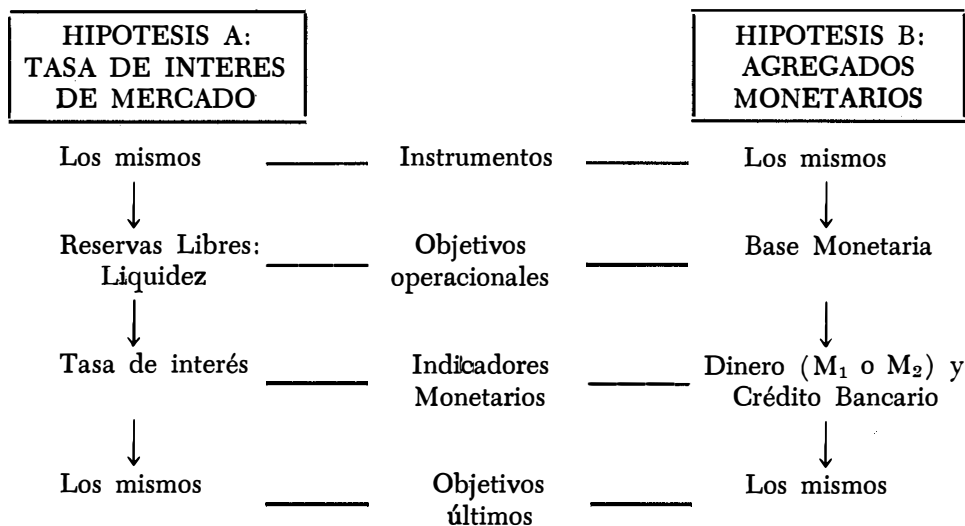 HIPOTESIS A:
TASA DE INTERES
DE MERCADO
HIPOTESIS B:
AGREGADOS
MONETARIOS
Los mismos
Instrumentos
Los mismos
Reservas Libres:
Liquidez
Objetivos
operacionales
Base Monetaria
Tasa de interés
Indicadores
Monetarios
Dinero (M₁ o M₂) y
Crédito Bancario
Los mismos
Objetivos
últimos
Los mismos